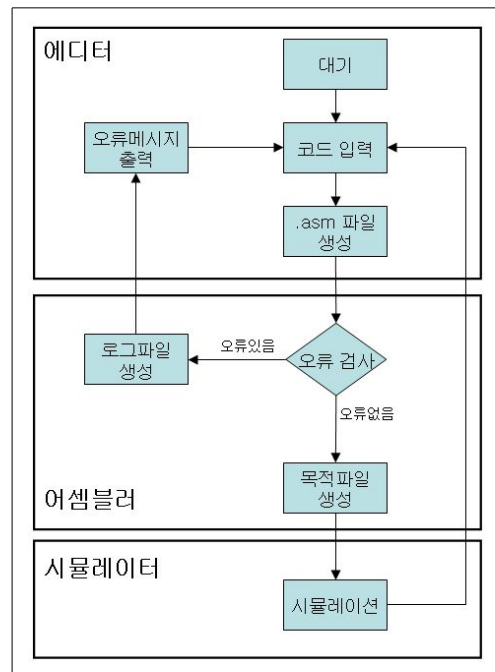 에디터
대기
오류메시지
출력
코드 입력
.asm 파일
생성
로그파일
생성
오류있음
오류 검사
오류없음
목적파일
생성
어셈블러
시뮬레이터
시뮬레이션